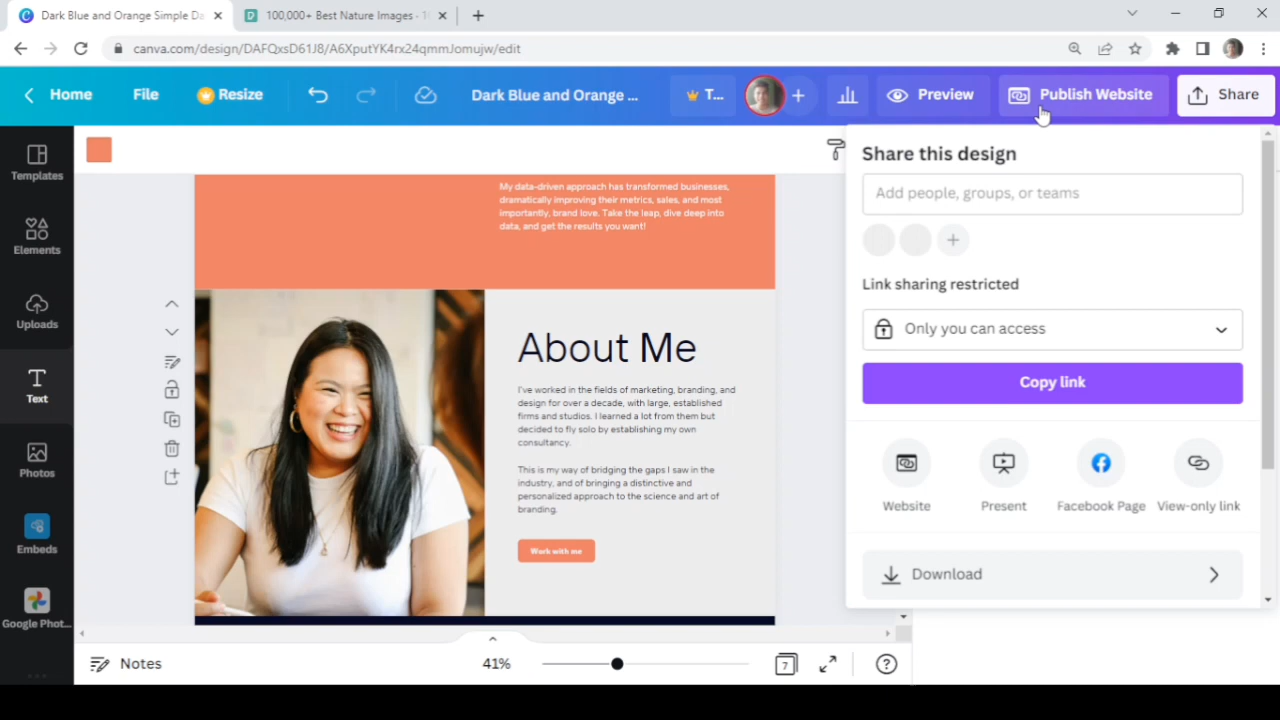 Dark Blue and Orange Simple Da
100,000+ Best Nature Images · 1
canva.com/design/DAFQxsD61J8/A6XputYK4rx24qmmJomujw/edit
Home
File
Resize
Dark Blue and Orange ...
T...
Preview
Publish Website
Share
Templates
Elements
Uploads
Text
Photos
Embeds
Google Phot...
My data-driven approach has transformed businesses,
dramatically improving their metrics, sales, and most
importantly, brand love. Take the leap, dive deep into
data, and get the results you want!
About Me
I've worked in the fields of marketing, branding, and
design for over a decade, with large, established
firms and studios. I learned a lot from them but
decided to fly solo by establishing my own
consultancy.
This is my way of bridging the gaps I saw in the
industry, and of bringing a distinctive and
personalized approach to the science and art of
branding.
Work with me
Share this design
Add people, groups, or teams
Link sharing restricted
Only you can access
Copy link
Website
Present
Facebook Page
View-only link
Download
Notes
41%
7